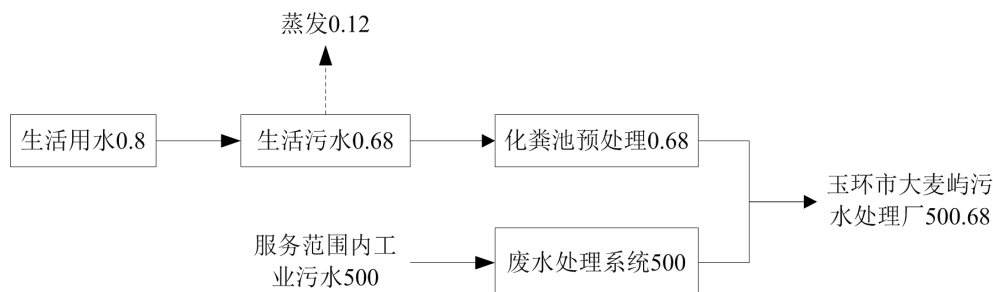 蒸发0.12
生活用水0.8
生活污水0.68
化粪池预处理0.68
玉环市大麦屿污
水处理厂500.68
服务范围内工
业污水500
废水处理系统500